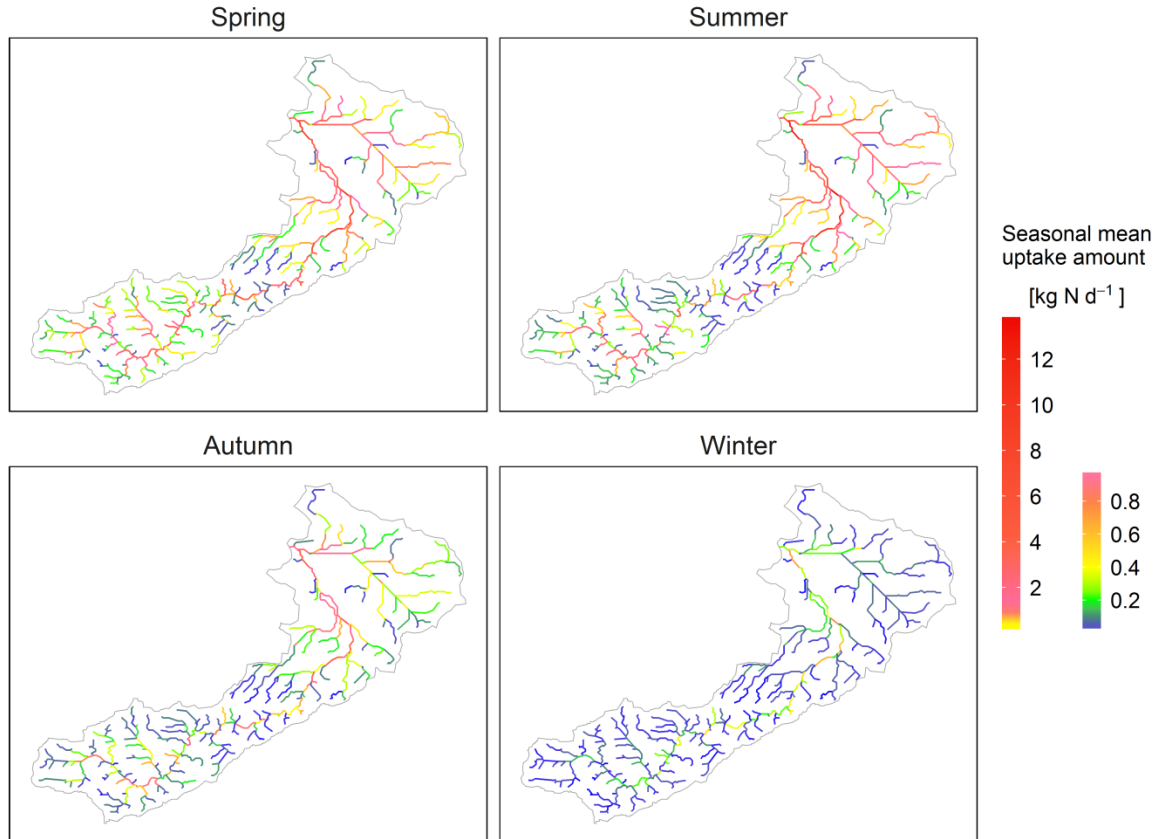 Spring
Summer
Seasonal mean
uptake amount
[kg N d⁻¹ ]
12
10
8
6
4
2
0.8
0.6
0.4
0.2
Autumn
Winter